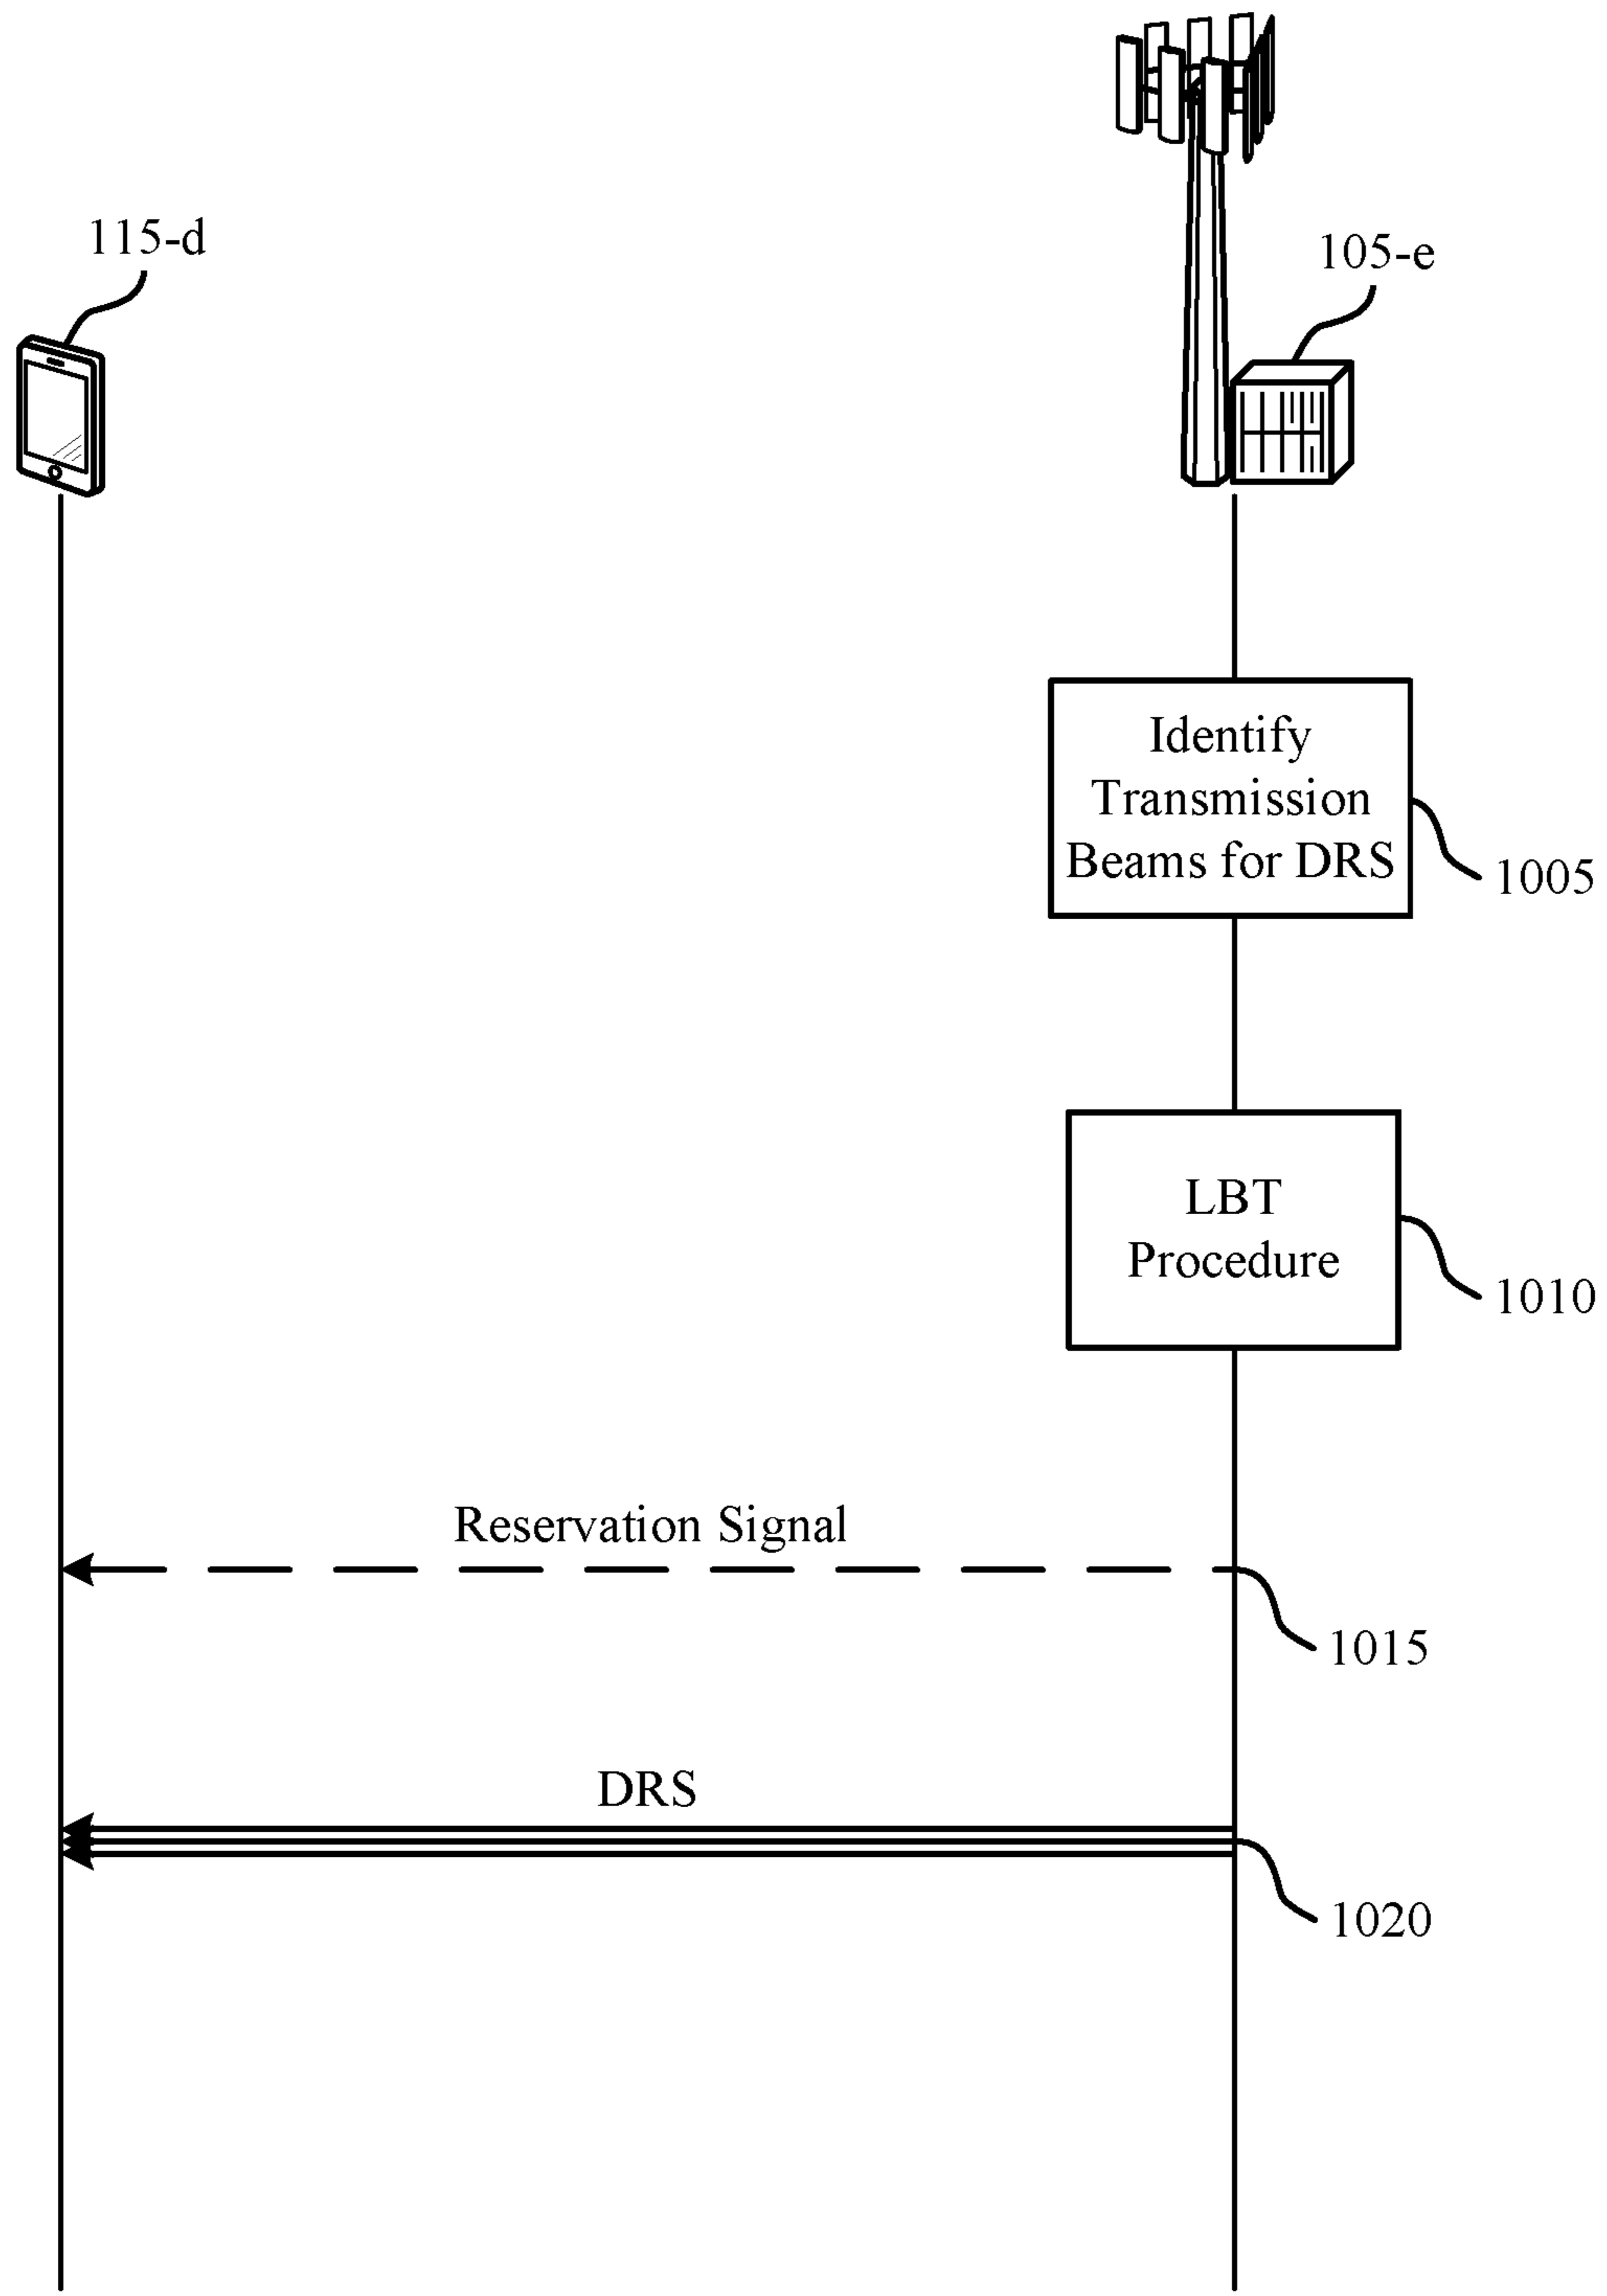 115-d
105-e
Identify
Transmission
Beams for DRS
1005
LBT
Procedure
1010
Reservation Signal
1015
DRS
1020